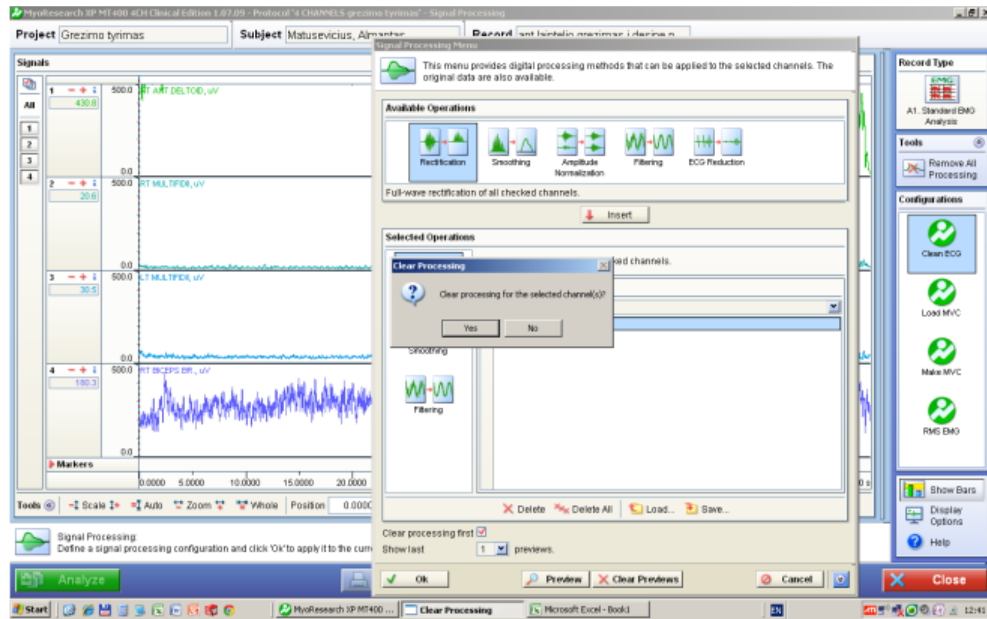 MyoResearch XP MT400 4CH Clinical Edition 1.07.09 - Protocol '4 CHANNELS-grezimo tyrimas' - Signal Processing
Project Grezimo tyrimas Subject Matusevicius, Almantas Record
Signal Processing Menu
This menu provides digital processing methods that can be applied to the selected channels. The
original data are also available.
Signals
All
1
2
3
4
1 430.8 500.0 RT ANT.DELTOID, uV
0.0
2 20.6 500.0 RT MULTIFIDII, uV
0.0
3 30.5 500.0 LT MULTIFIDII, uV
0.0
4 180.3 500.0 RT BICEPS BR., uV
0.0
Markers
0.0000 5.0000 10.0000 15.0000 20.0000
Tools Scale Auto Zoom Whole Position
Available Operations
Rectification Smoothing Amplitude Normalization Filtering ECG Reduction
Full-wave rectification of all checked channels.
Insert
Selected Operations
Clear Processing
ked channels.
Clear processing for the selected channel(s)?
Yes No
Smoothing
Filtering
Delete Delete All Load... Save...
Clear processing first
Show last 1 previews.
Ok Preview Clear Previews Cancel
Record Type
EMG
A1. Standard EMG
Analysis
Tools
Remove All
Processing
Configurations
Clean ECG
Load MVC
Make MVC
RMS EMG
Show Bars
Display
Options
Help
Signal Processing:
Define a signal processing configuration and click 'Ok' to apply it to the curr
Analyze Close
Start MyoResearch XP MT400 ... Clear Processing Microsoft Excel - Book1 EN 12:41